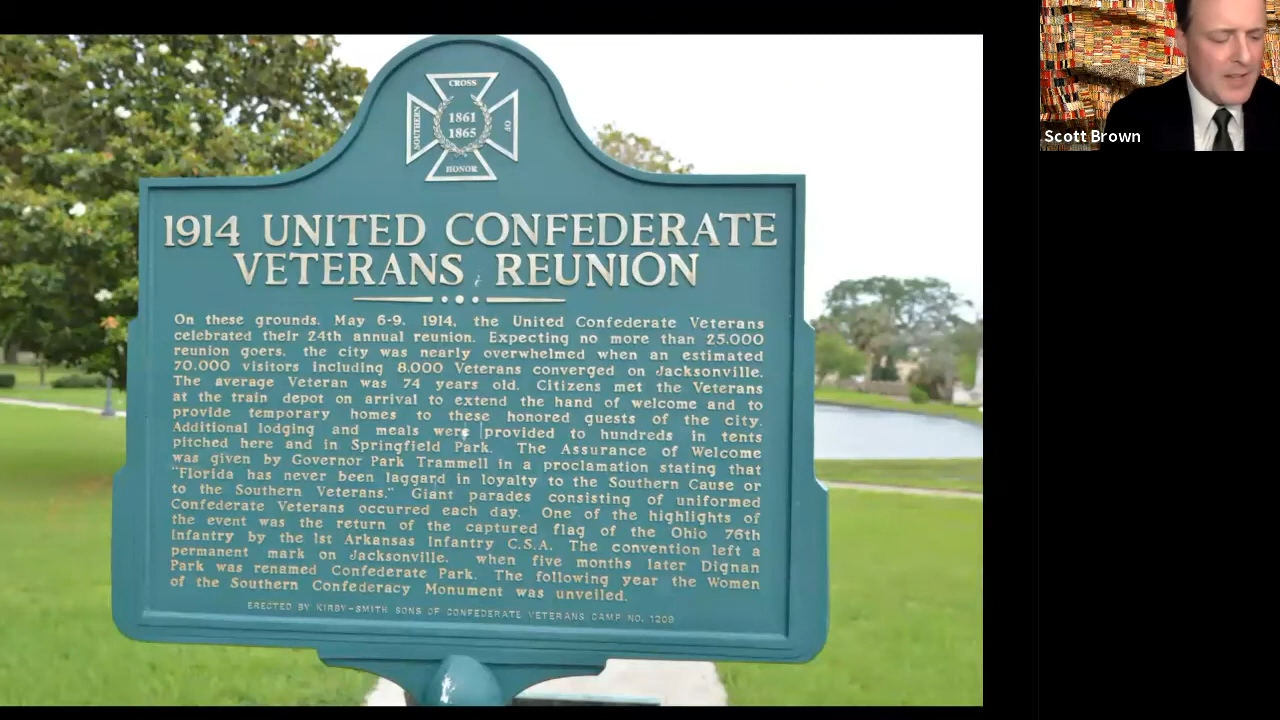 CROSS
SOUTHERN
1861
1865
OF
HONOR
1914 UNITED CONFEDERATE
VETERANS REUNION
On these grounds, May 6-9, 1914, the United Confederate Veterans
celebrated their 24th annual reunion. Expecting no more than 25,000
reunion goers, the city was nearly overwhelmed when an estimated
70,000 visitors including 8,000 Veterans converged on Jacksonville.
The average Veteran was 74 years old. Citizens met the Veterans
at the train depot on arrival to extend the hand of welcome and to
provide temporary homes to these honored guests of the city.
Additional lodging and meals were provided to hundreds in tents
pitched here and in Springfield Park. The Assurance of Welcome
was given by Governor Park Trammell in a proclamation stating that
"Florida has never been laggard in loyalty to the Southern Cause or
to the Southern Veterans." Giant parades consisting of uniformed
Confederate Veterans occurred each day. One of the highlights of
the event was the return of the captured flag of the Ohio 76th
Infantry by the 1st Arkansas Infantry C.S.A. The convention left a
permanent mark on Jacksonville, when five months later Dignan
Park was renamed Confederate Park. The following year the Women
of the Southern Confederacy Monument was unveiled.
ERECTED BY KIRBY-SMITH SONS OF CONFEDERATE VETERANS CAMP NO. 1209
Scott Brown